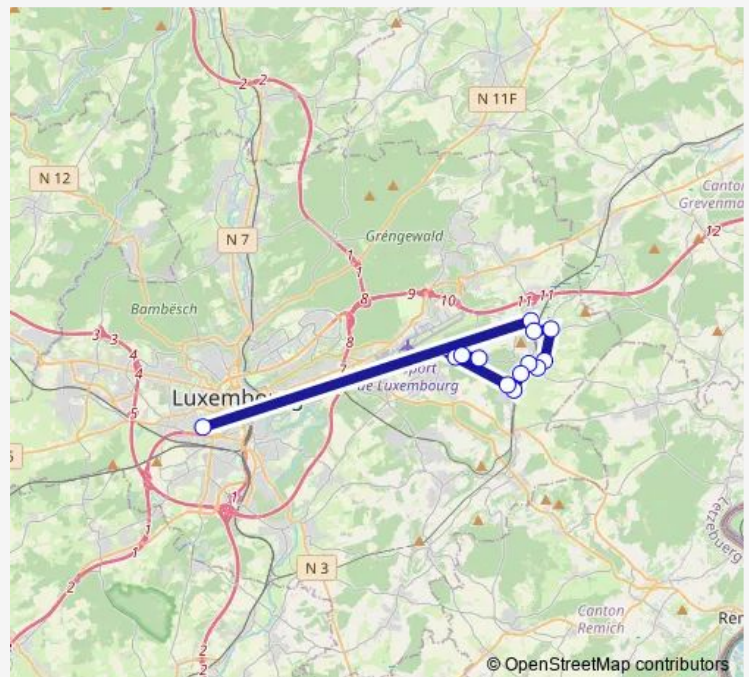 2
2
N 11F
N 12
Canton
Grevenma
12
N 7
Gréngewald
1
1
Bambësch
8
9
10
11
11
3
3
4
4
8
7
port
de Luxembourg
Luxembourg
5
1
1
1
N 3
2
2
2
Canton
Remich
Rem
Lëtzebuerg
© OpenStreetMap contributors